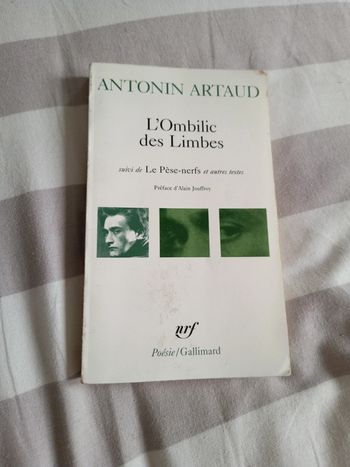 ANTONIN ARTAUD
L'Ombilic
des Limbes
suivi de Le Pèse-nerfs et autres textes
Préface d'Alain Jouffroy
nrf
Poésie/Gallimard